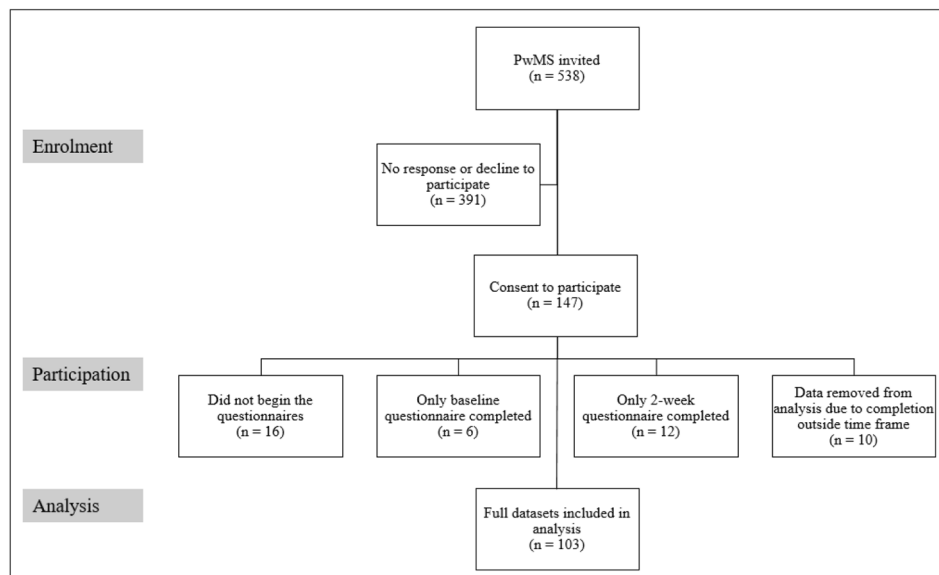 PwMS invited
(n = 538)
Enrolment
No response or decline to
participate
(n = 391)
Consent to participate
(n = 147)
Participation
Did not begin the
questionnaires
(n = 16)
Only baseline
questionnaire completed
(n = 6)
Only 2-week
questionnaire completed
(n = 12)
Data removed from
analysis due to completion
outside time frame
(n = 10)
Analysis
Full datasets included in
analysis
(n = 103)